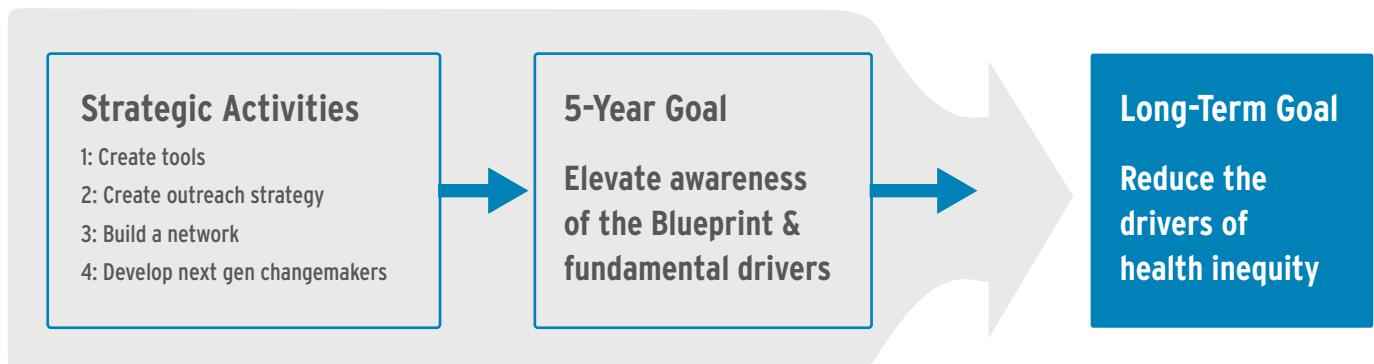 Strategic Activities
1: Create tools
2: Create outreach strategy
3: Build a network
4: Develop next gen changemakers
5-Year Goal
Elevate awareness
of the Blueprint &
fundamental drivers
Long-Term Goal
Reduce the
drivers of
health inequity